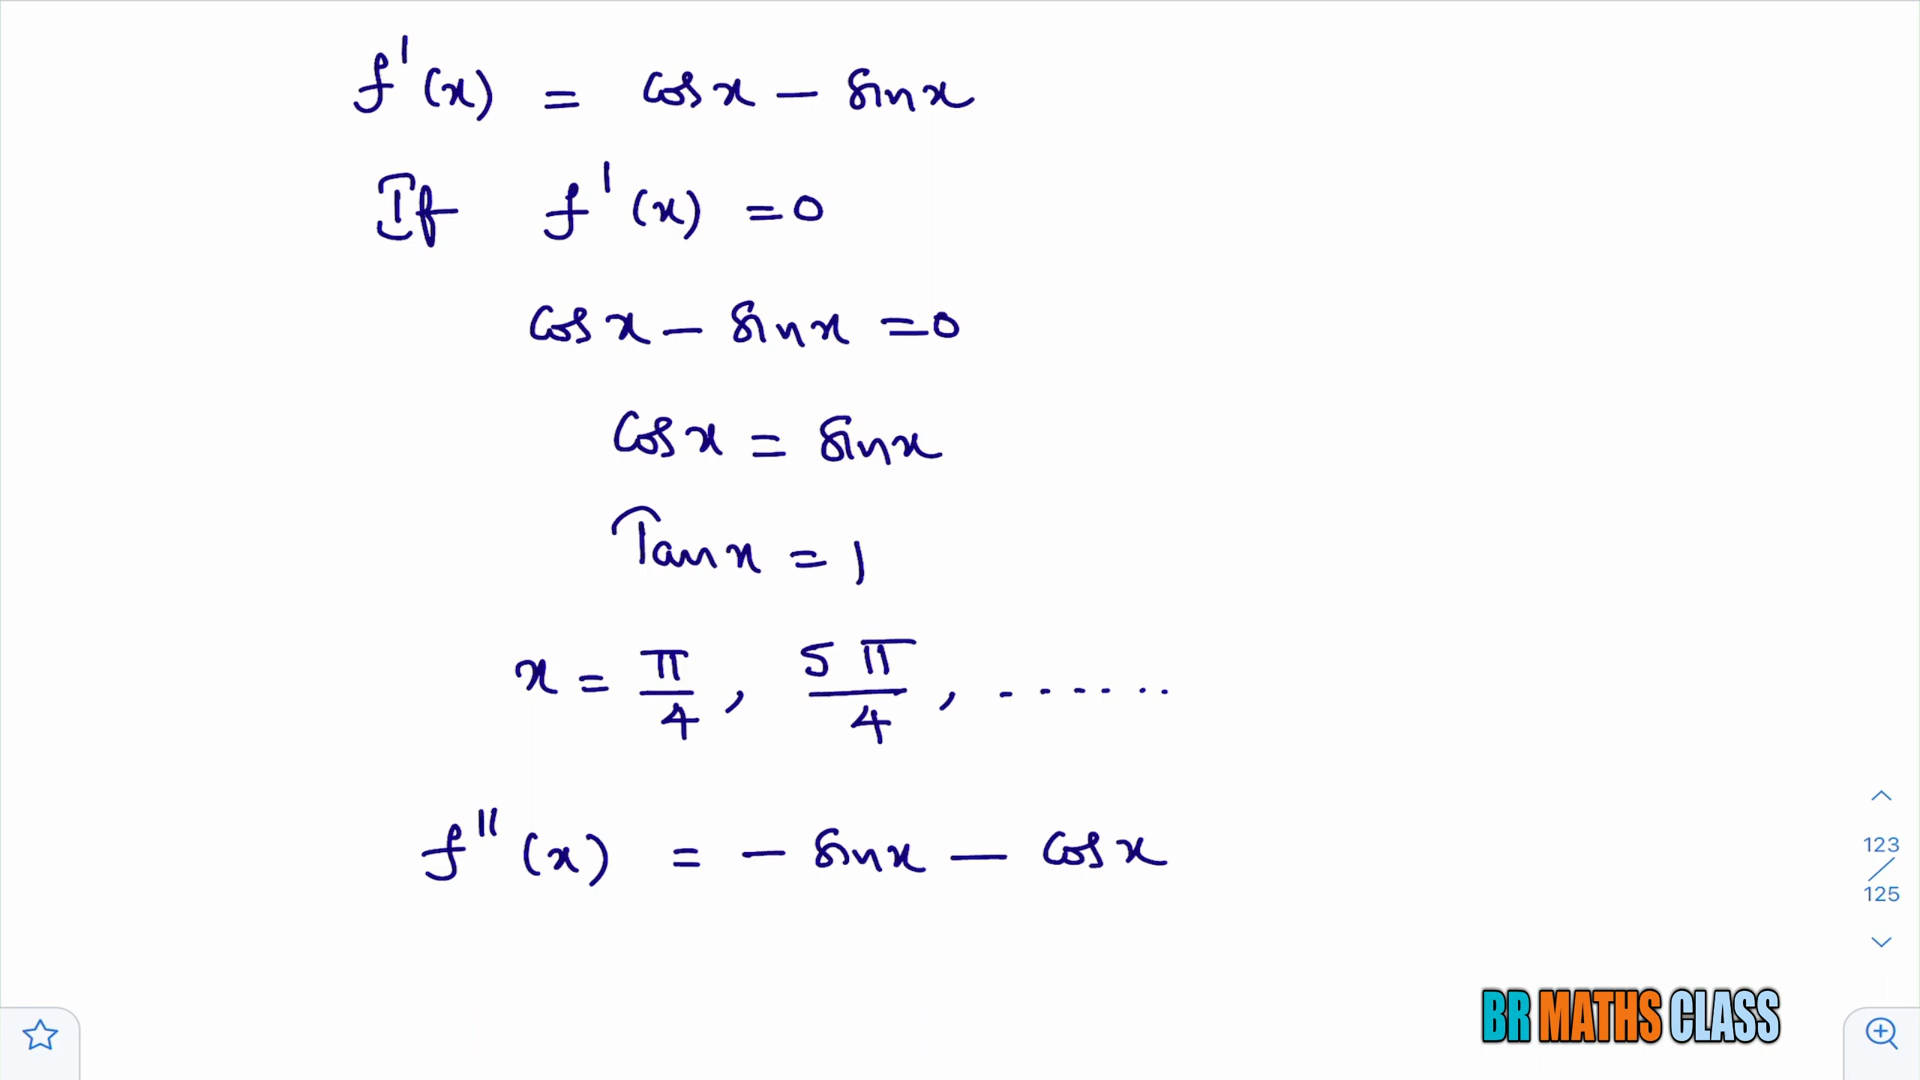 f'(x) = cos x - sin x
If f'(x) = 0
cos x - sin x = 0
cos x = sin x
Tan x = 1
x = π/4, 5π/4, .......
f''(x) = - sin x - cos x
123
/
125
BR MATHS CLASS